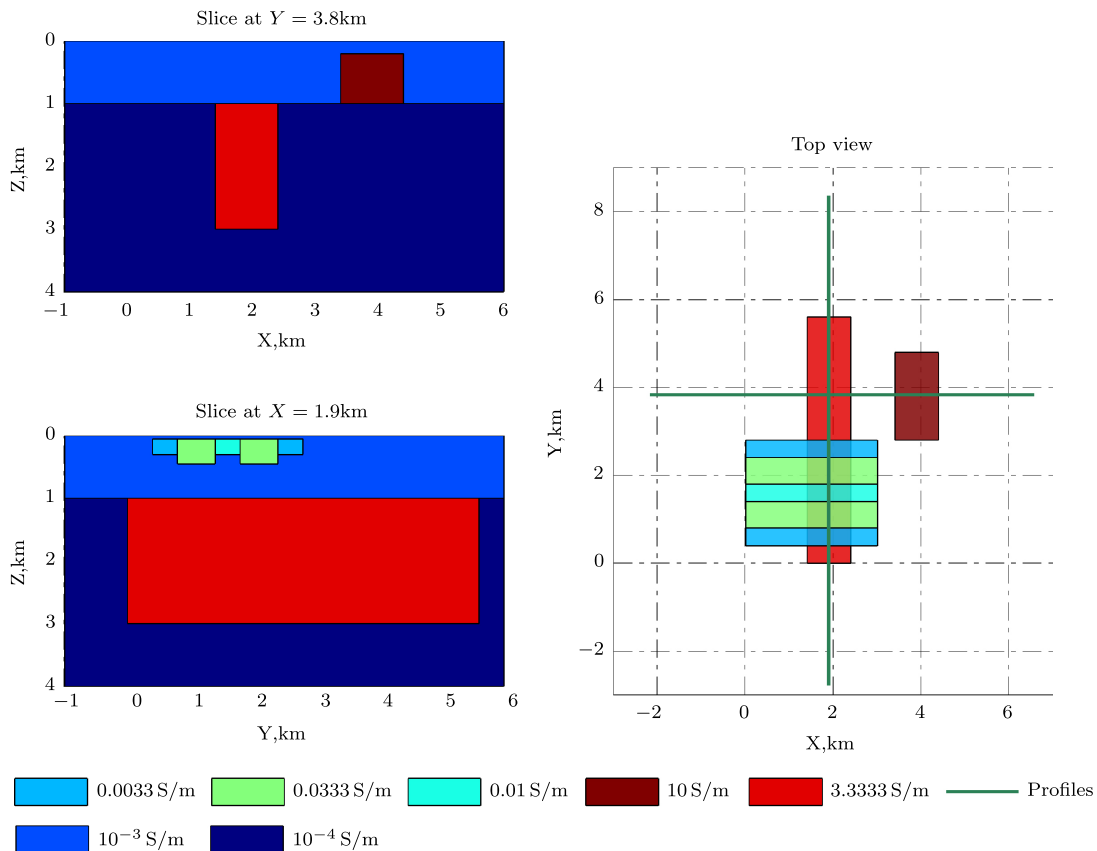 Slice at Y = 3.8km
0
1
2
3
4
Z,km
−1 0 1 2 3 4 5 6
X,km
Slice at X = 1.9km
0
1
2
3
4
Z,km
−1 0 1 2 3 4 5 6
Y,km
Top view
8
6
4
2
0
−2
Y,km
−2 0 2 4 6
X,km
0.0033 S/m 0.0333 S/m 0.01 S/m 10 S/m 3.3333 S/m Profiles
10⁻³ S/m 10⁻⁴ S/m